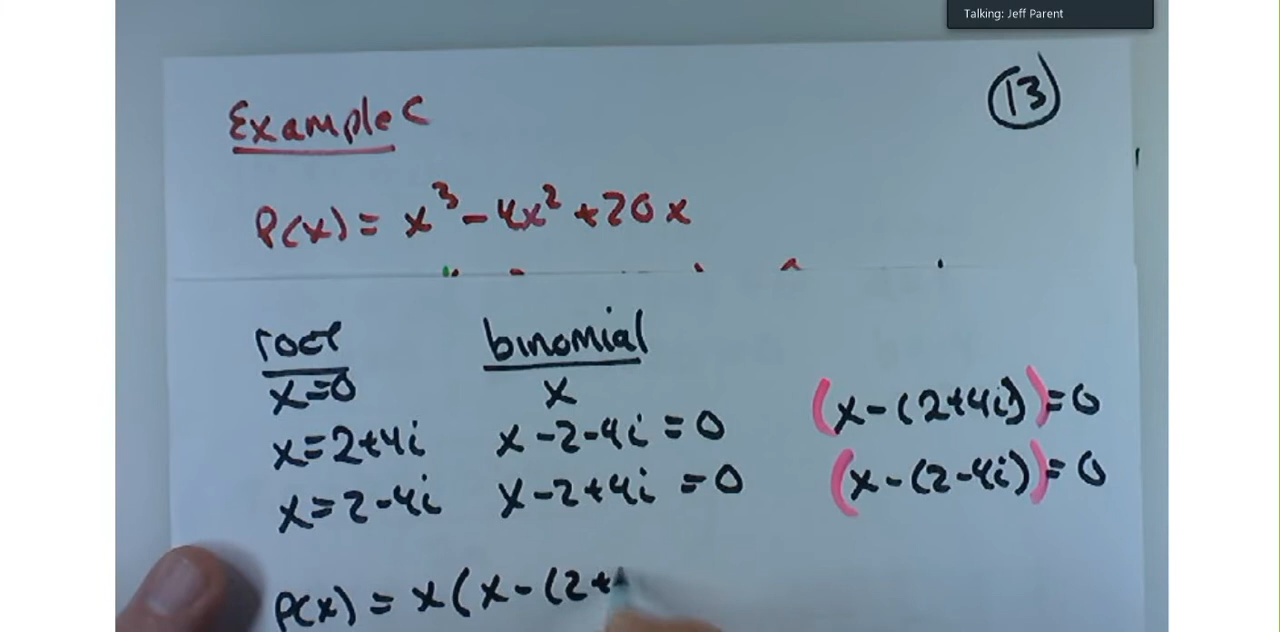 Talking: Jeff Parent
13
Example C
P(x) = x³ - 4x² + 20x
root binomial
x=0 x
x=2+4i x-2-4i = 0 (x-(2+4i))=0
x=2-4i x-2+4i = 0 (x-(2-4i))=0
P(x) = x(x-(2+